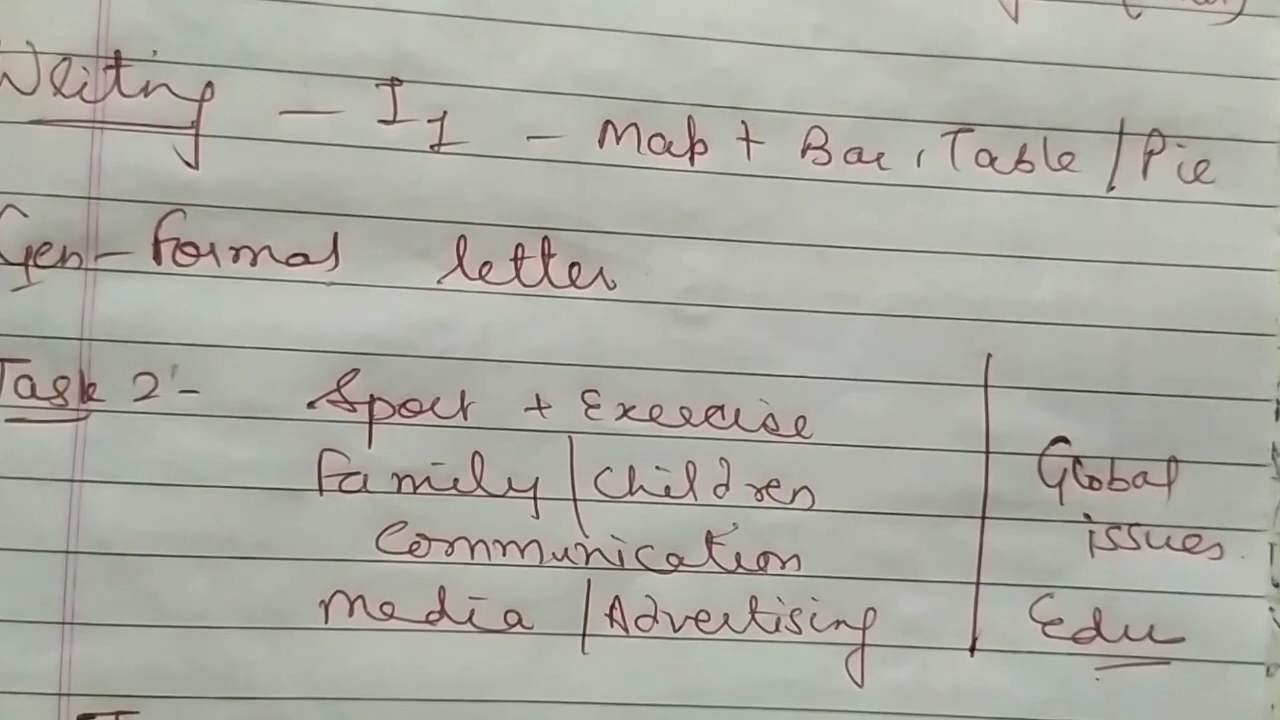 Writing - I1 - Map + Bar, Table / Pie
Gen - Formal letter
Task 2 :- Sport + Exercise
Family / Children
Communication
Media / Advertising
Global
issues.
Edu